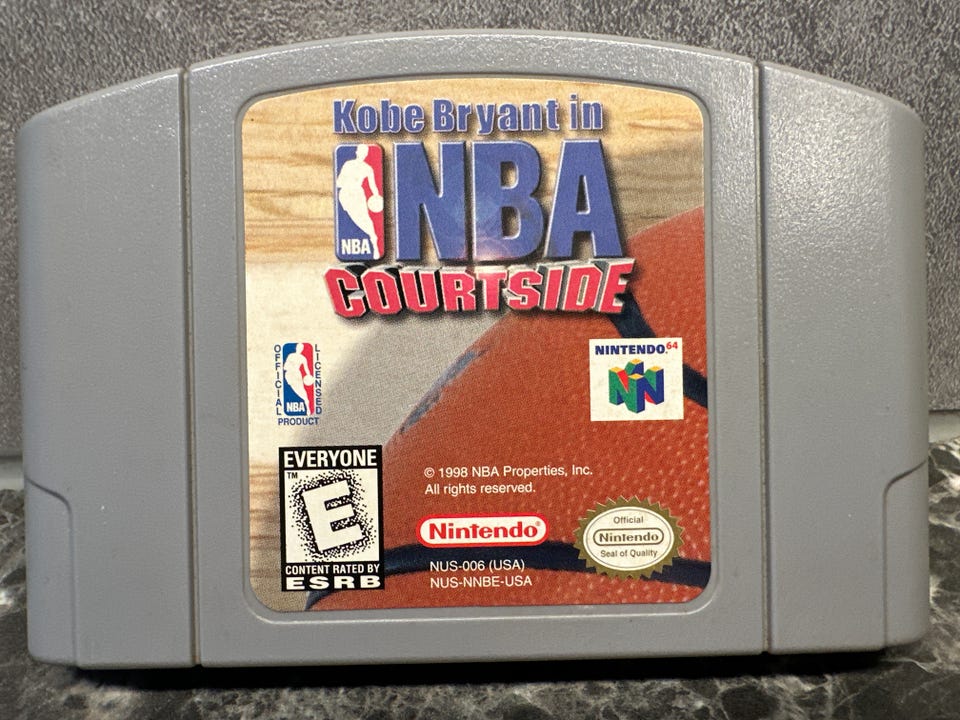 Kobe Bryant in
NBA
NBA
COURTSIDE
OFFICIAL
LICENSED
NBA
PRODUCT
NINTENDO64
EVERYONE
™
E
CONTENT RATED BY
ESRB
© 1998 NBA Properties, Inc.
All rights reserved.
Nintendo®
NUS-006 (USA)
NUS-NNBE-USA
Official
Nintendo
Seal of Quality